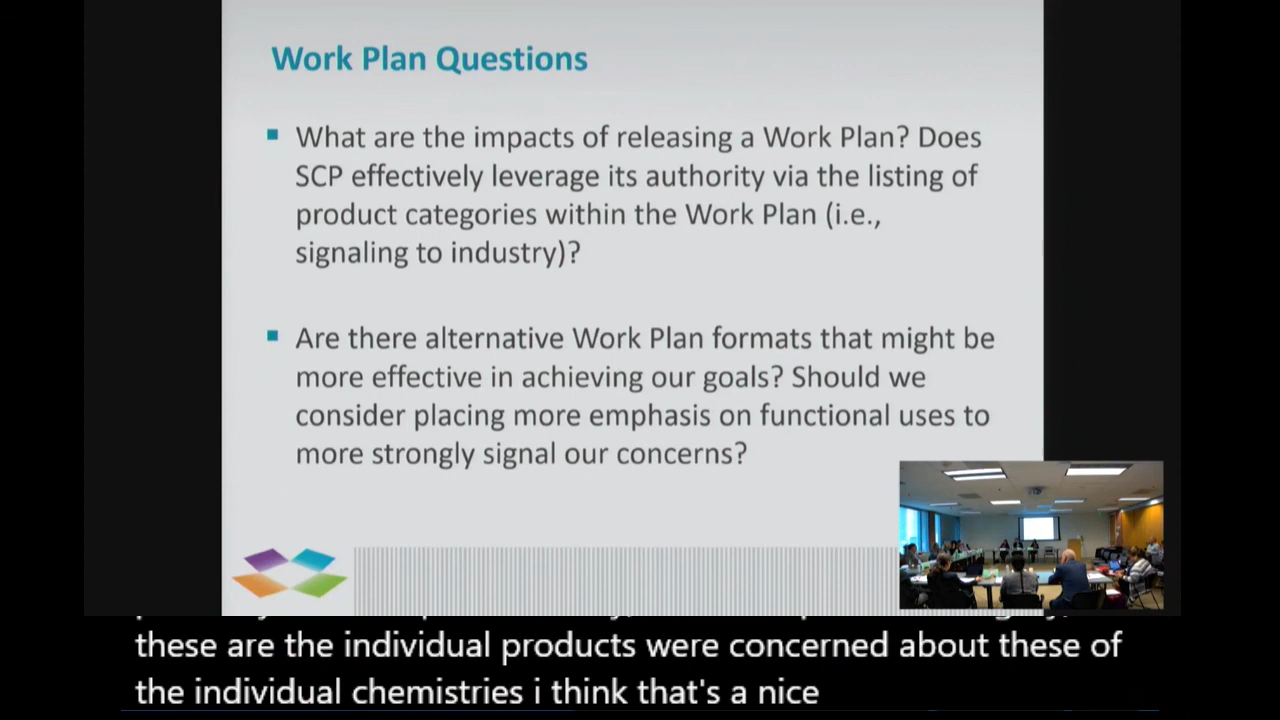 Work Plan Questions
What are the impacts of releasing a Work Plan? Does
SCP effectively leverage its authority via the listing of
product categories within the Work Plan (i.e.,
signaling to industry)?
Are there alternative Work Plan formats that might be
more effective in achieving our goals? Should we
consider placing more emphasis on functional uses to
more strongly signal our concerns?
these are the individual products were concerned about these of
the individual chemistries i think that's a nice